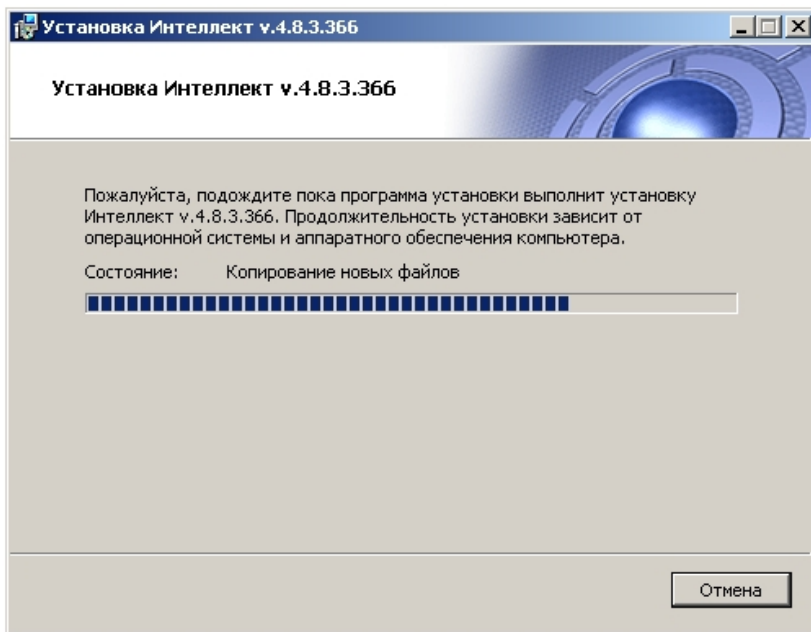 Установка Интеллект v.4.8.3.366
Установка Интеллект v.4.8.3.366
Пожалуйста, подождите пока программа установки выполнит установку
Интеллект v.4.8.3.366. Продолжительность установки зависит от
операционной системы и аппаратного обеспечения компьютера.
Состояние: Копирование новых файлов
Отмена